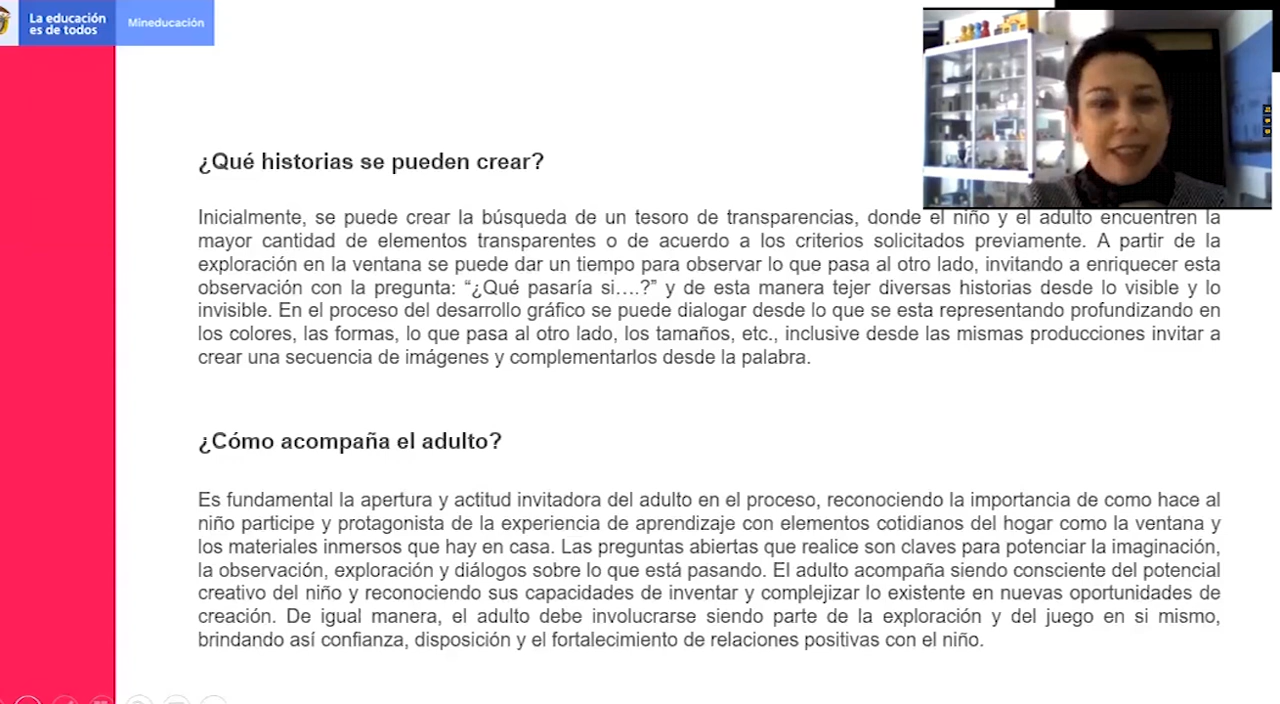 La educación
es de todos
Mineducación
¿Qué historias se pueden crear?
Inicialmente, se puede crear la búsqueda de un tesoro de transparencias, donde el niño y el adulto encuentren la
mayor cantidad de elementos transparentes o de acuerdo a los criterios solicitados previamente. A partir de la
exploración en la ventana se puede dar un tiempo para observar lo que pasa al otro lado, invitando a enriquecer esta
observación con la pregunta: “¿Qué pasaría si….?” y de esta manera tejer diversas historias desde lo visible y lo
invisible. En el proceso del desarrollo gráfico se puede dialogar desde lo que se esta representando profundizando en
los colores, las formas, lo que pasa al otro lado, los tamaños, etc., inclusive desde las mismas producciones invitar a
crear una secuencia de imágenes y complementarlos desde la palabra.
¿Cómo acompaña el adulto?
Es fundamental la apertura y actitud invitadora del adulto en el proceso, reconociendo la importancia de como hace al
niño participe y protagonista de la experiencia de aprendizaje con elementos cotidianos del hogar como la ventana y
los materiales inmersos que hay en casa. Las preguntas abiertas que realice son claves para potenciar la imaginación,
la observación, exploración y diálogos sobre lo que está pasando. El adulto acompaña siendo consciente del potencial
creativo del niño y reconociendo sus capacidades de inventar y complejizar lo existente en nuevas oportunidades de
creación. De igual manera, el adulto debe involucrarse siendo parte de la exploración y del juego en si mismo,
brindando así confianza, disposición y el fortalecimiento de relaciones positivas con el niño.